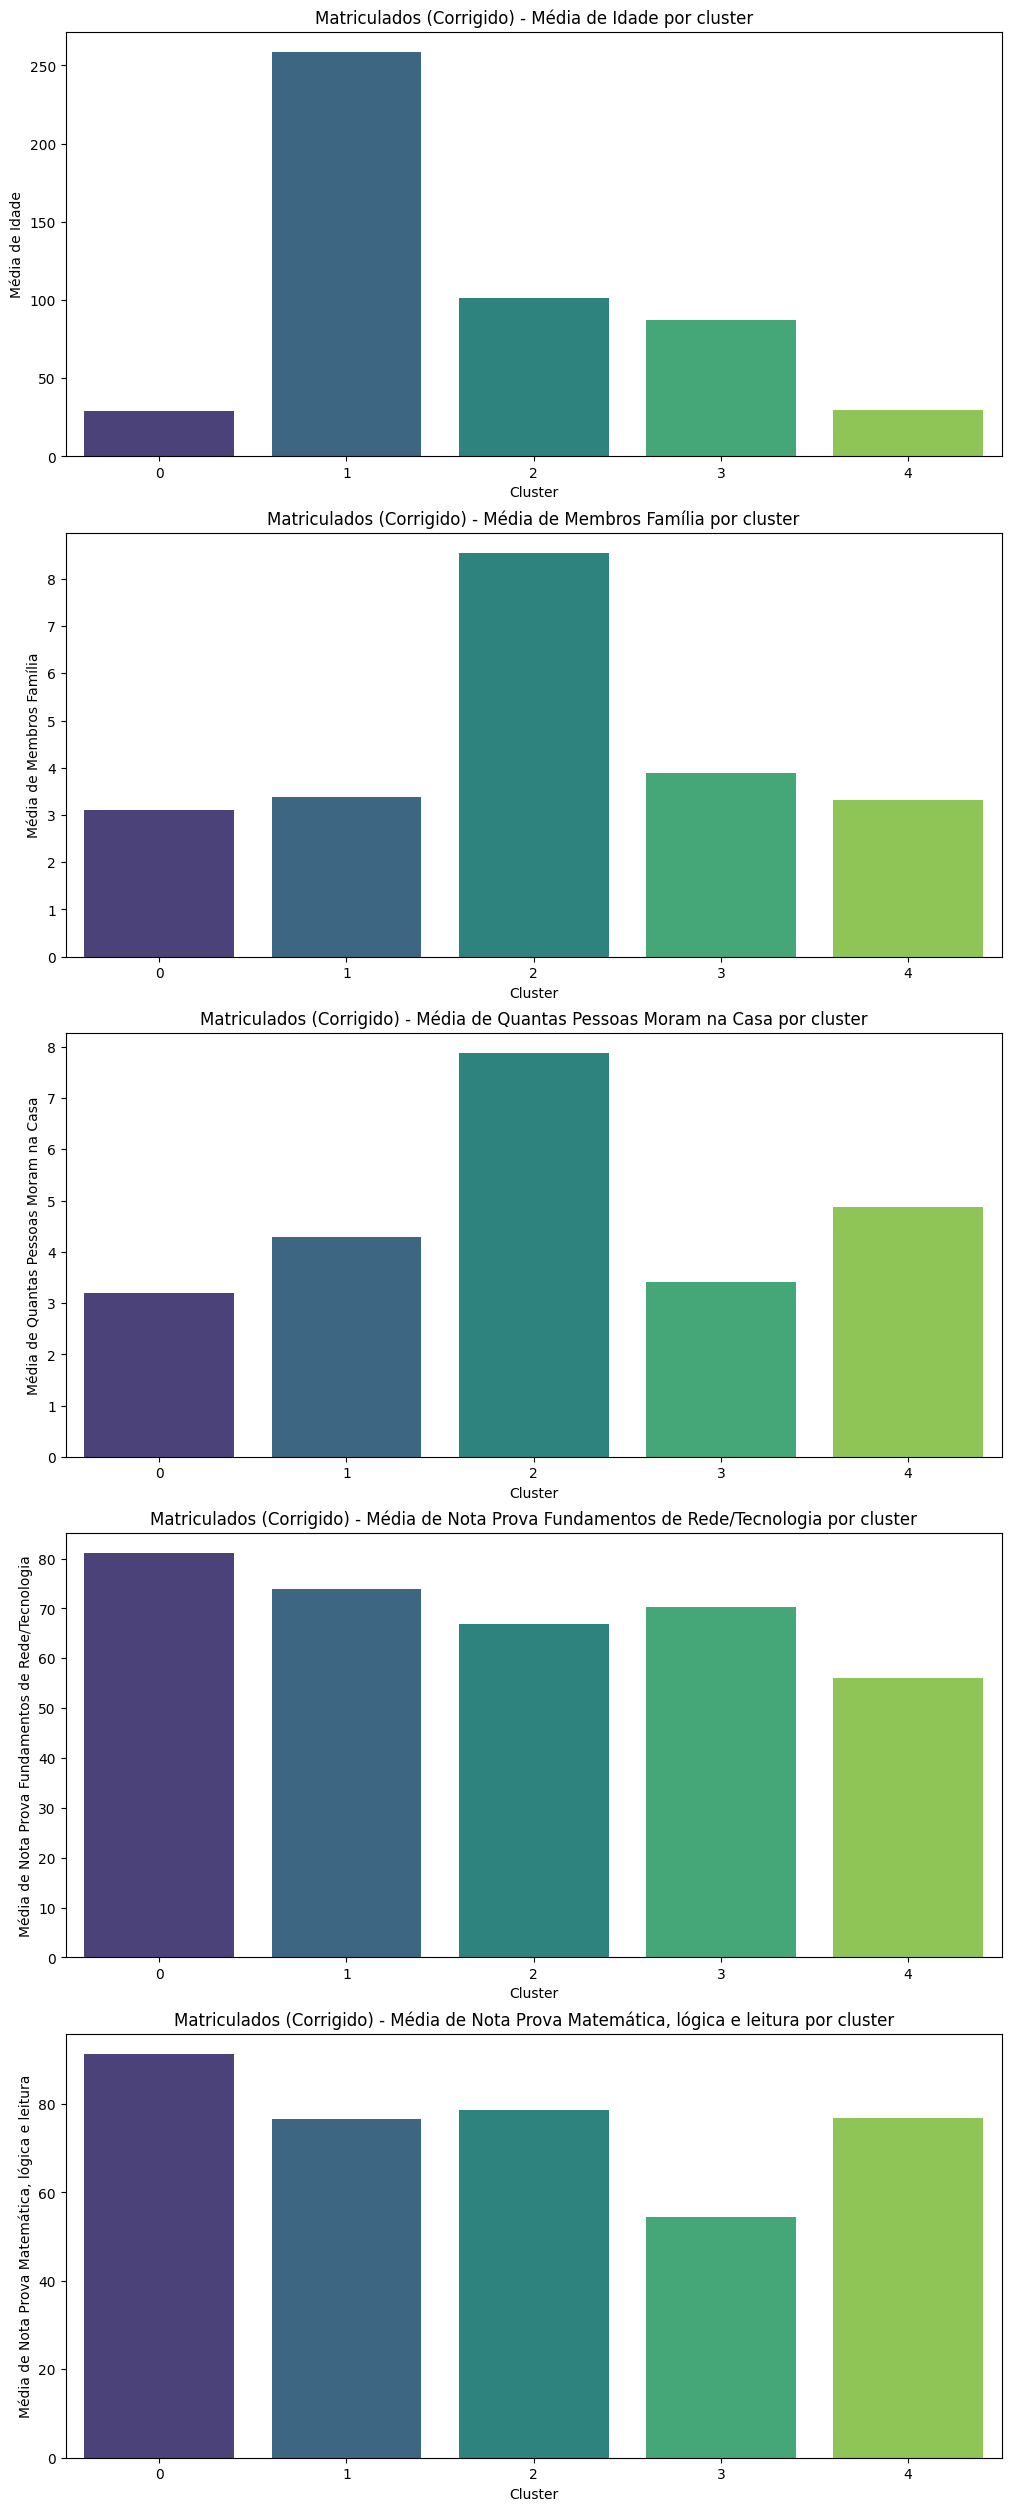 Matriculados (Corrigido) - Média de Idade por cluster
Média de Idade
250
200
150
100
50
0
0 1 2 3 4
Cluster
Matriculados (Corrigido) - Média de Membros Família por cluster
Média de Membros Família
8
7
6
5
4
3
2
1
0
0 1 2 3 4
Cluster
Matriculados (Corrigido) - Média de Quantas Pessoas Moram na Casa por cluster
Média de Quantas Pessoas Moram na Casa
8
7
6
5
4
3
2
1
0
0 1 2 3 4
Cluster
Matriculados (Corrigido) - Média de Nota Prova Fundamentos de Rede/Tecnologia por cluster
Média de Nota Prova Fundamentos de Rede/Tecnologia
80
70
60
50
40
30
20
10
0
0 1 2 3 4
Cluster
Matriculados (Corrigido) - Média de Nota Prova Matemática, lógica e leitura por cluster
Média de Nota Prova Matemática, lógica e leitura
80
60
40
20
0
0 1 2 3 4
Cluster